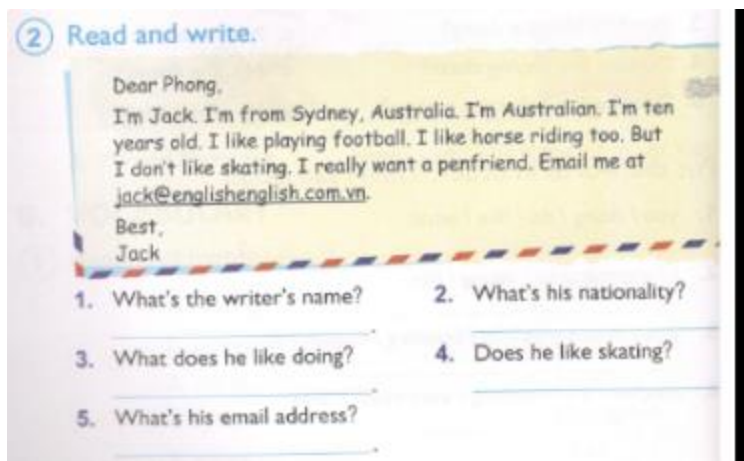 2 Read and write.
Dear Phong,
I'm Jack. I'm from Sydney, Australia. I'm Australian. I'm ten
years old. I like playing football. I like horse riding too. But
I don't like skating. I really want a penfriend. Email me at
jack@englishenglish.com.vn.
Best,
Jack
1. What's the writer's name? 2. What's his nationality?
3. What does he like doing? 4. Does he like skating?
5. What's his email address?